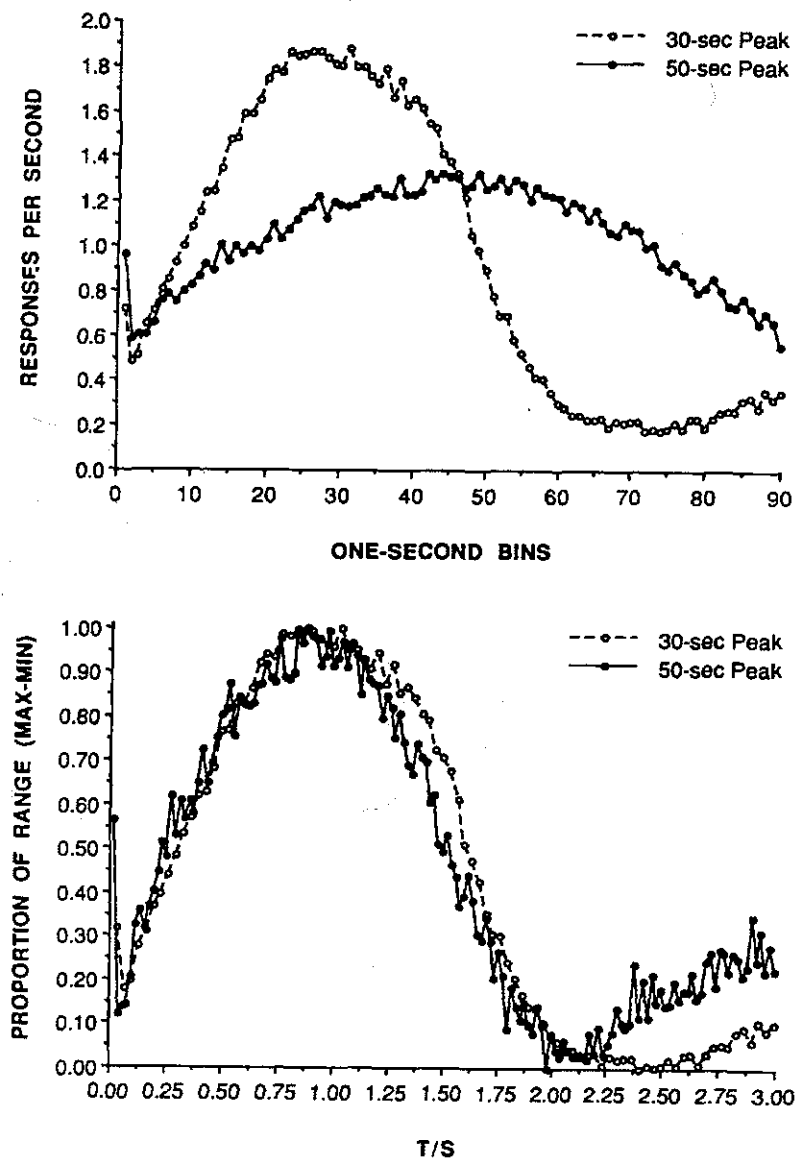 2.0
1.8
1.6
1.4
1.2
1.0
0.8
0.6
0.4
0.2
0.0
RESPONSES PER SECOND
30-sec Peak
50-sec Peak
0 10 20 30 40 50 60 70 80 90
ONE-SECOND BINS
1.00
0.90
0.80
0.70
0.60
0.50
0.40
0.30
0.20
0.10
0.00
PROPORTION OF RANGE (MAX-MIN)
30-sec Peak
50-sec Peak
0.00 0.25 0.50 0.75 1.00 1.25 1.50 1.75 2.00 2.25 2.50 2.75 3.00
T/S